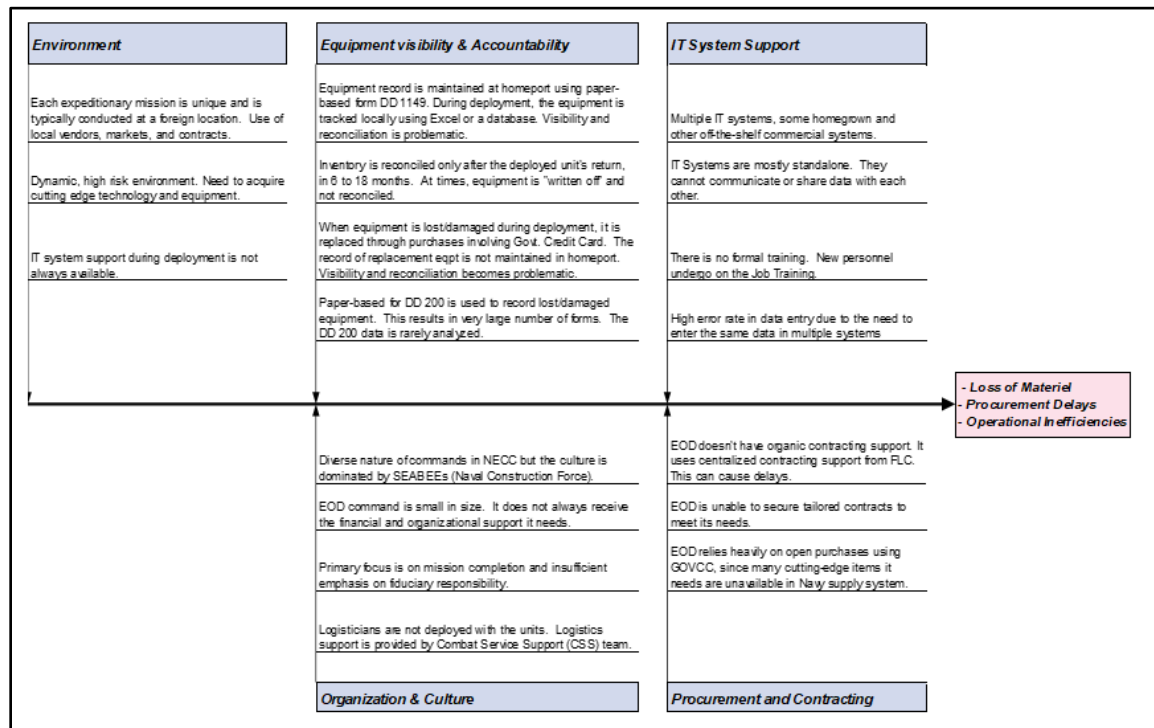 Environment
Each expeditionary mission is unique and is
typically conducted at a foreign location. Use of
local vendors, markets, and contracts.
Dynamic, high risk environment. Need to acquire
cutting edge technology and equipment.
IT system support during deployment is not
always available.
Equipment visibility & Accountability
Equipment record is maintained at homeport using paper-
based form DD 1149. During deployment, the equipment is
tracked locally using Excel or a database. Visibility and
reconciliation is problematic.
Inventory is reconciled only after the deployed unit's return,
in 6 to 18 months. At times, equipment is "written off" and
not reconciled.
When equipment is lost/damaged during deployment, it is
replaced through purchases involving Govt. Credit Card. The
record of replacement eqpt is not maintained in homeport.
Visibility and reconciliation becomes problematic.
Paper-based for DD 200 is used to record lost/damaged
equipment. This results in very large number of forms. The
DD 200 data is rarely analyzed.
IT System Support
Multiple IT systems, some homegrown and
other off-the-shelf commercial systems.
IT Systems are mostly standalone. They
cannot communicate or share data with each
other.
There is no formal training. New personnel
undergo on the Job Training.
High error rate in data entry due to the need to
enter the same data in multiple systems
- Loss of Materiel
- Procurement Delays
- Operational Inefficiencies
Diverse nature of commands in NECC but the culture is
dominated by SEABEEs (Naval Construction Force).
EOD command is small in size. It does not always receive
the financial and organizational support it needs.
Primary focus is on mission completion and insufficient
emphasis on fiduciary responsibility.
Logisticians are not deployed with the units. Logistics
support is provided by Combat Service Support (CSS) team.
Organization & Culture
EOD doesn't have organic contracting support. It
uses centralized contracting support from FLC.
This can cause delays.
EOD is unable to secure tailored contracts to
meet its needs.
EOD relies heavily on open purchases using
GOVCC, since many cutting-edge items it
needs are unavailable in Navy supply system.
Procurement and Contracting